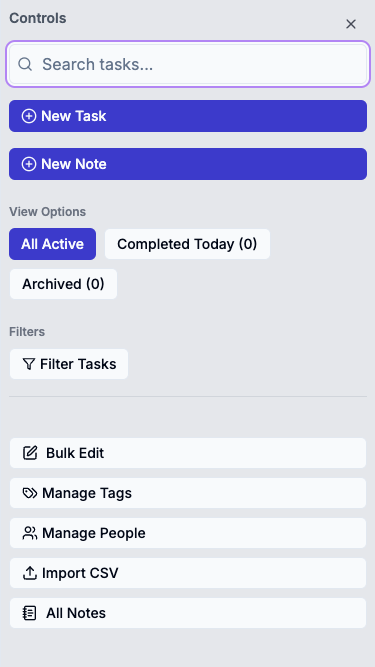 Controls
Search tasks...
New Task
New Note
View Options
All Active Completed Today (0)
Archived (0)
Filters
Filter Tasks
Bulk Edit
Manage Tags
Manage People
Import CSV
All Notes